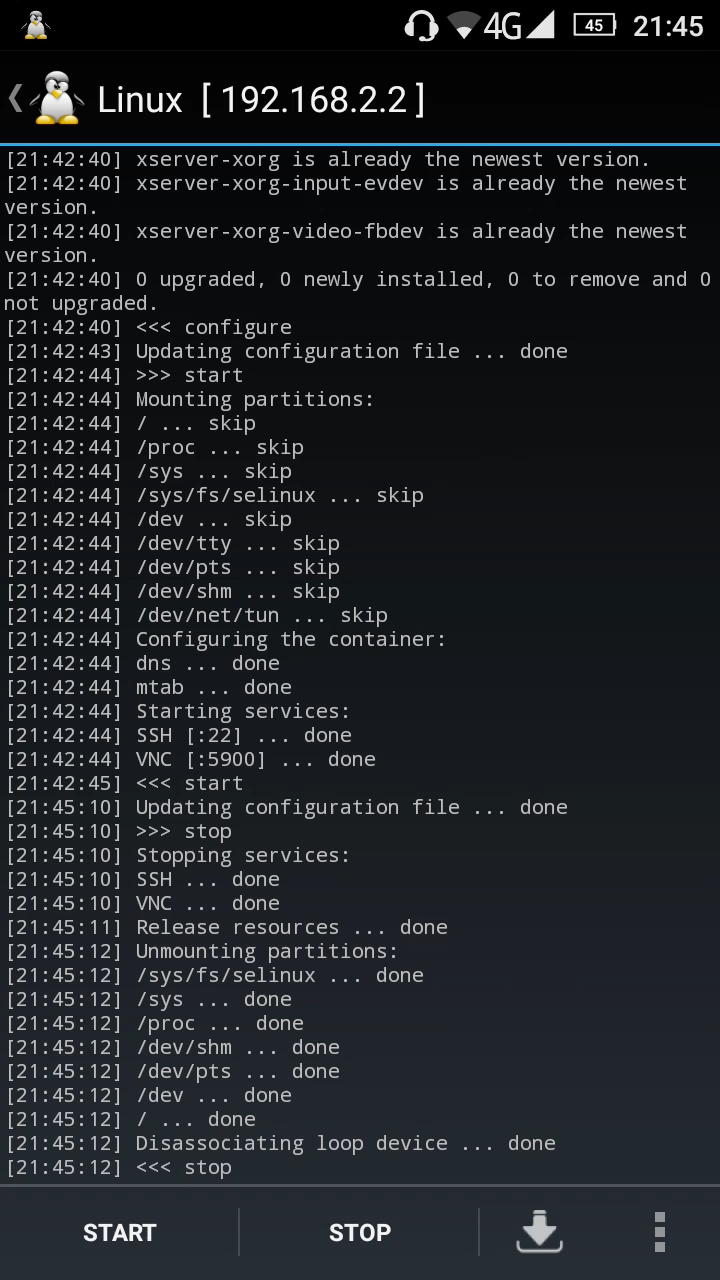 4G 45 21:45
Linux [ 192.168.2.2 ]
[21:42:40] xserver-xorg is already the newest version.
[21:42:40] xserver-xorg-input-evdev is already the newest
version.
[21:42:40] xserver-xorg-video-fbdev is already the newest
version.
[21:42:40] 0 upgraded, 0 newly installed, 0 to remove and 0
not upgraded.
[21:42:40] <<< configure
[21:42:43] Updating configuration file ... done
[21:42:44] >>> start
[21:42:44] Mounting partitions:
[21:42:44] / ... skip
[21:42:44] /proc ... skip
[21:42:44] /sys ... skip
[21:42:44] /sys/fs/selinux ... skip
[21:42:44] /dev ... skip
[21:42:44] /dev/tty ... skip
[21:42:44] /dev/pts ... skip
[21:42:44] /dev/shm ... skip
[21:42:44] /dev/net/tun ... skip
[21:42:44] Configuring the container:
[21:42:44] dns ... done
[21:42:44] mtab ... done
[21:42:44] Starting services:
[21:42:44] SSH [:22] ... done
[21:42:44] VNC [:5900] ... done
[21:42:45] <<< start
[21:45:10] Updating configuration file ... done
[21:45:10] >>> stop
[21:45:10] Stopping services:
[21:45:10] SSH ... done
[21:45:10] VNC ... done
[21:45:11] Release resources ... done
[21:45:12] Unmounting partitions:
[21:45:12] /sys/fs/selinux ... done
[21:45:12] /sys ... done
[21:45:12] /proc ... done
[21:45:12] /dev/shm ... done
[21:45:12] /dev/pts ... done
[21:45:12] /dev ... done
[21:45:12] / ... done
[21:45:12] Disassociating loop device ... done
[21:45:12] <<< stop
START STOP